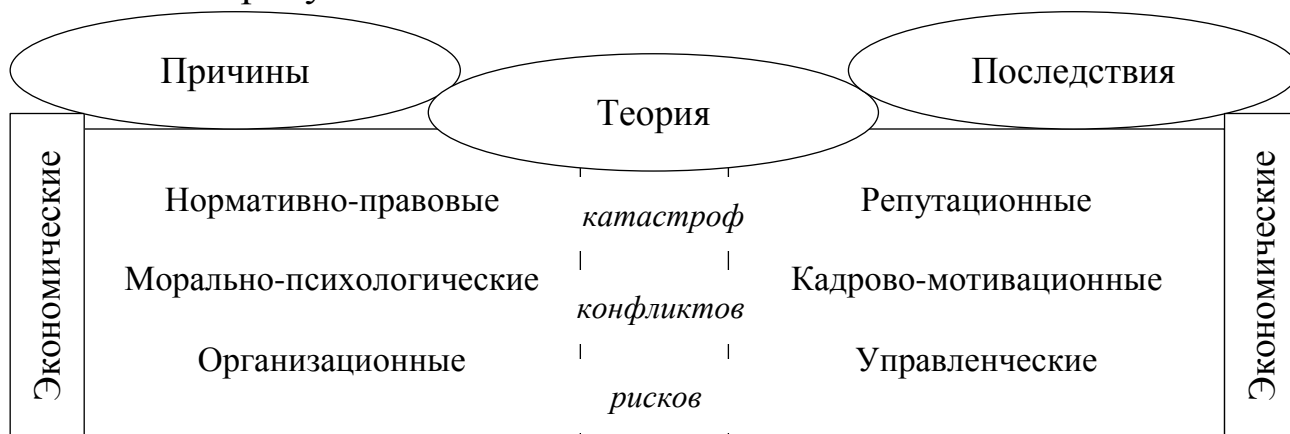 Причины
Последствия
Теория
Экономические
Нормативно-правовые
Морально-психологические
Организационные
катастроф
конфликтов
рисков
Репутационные
Кадрово-мотивационные
Управленческие
Экономические